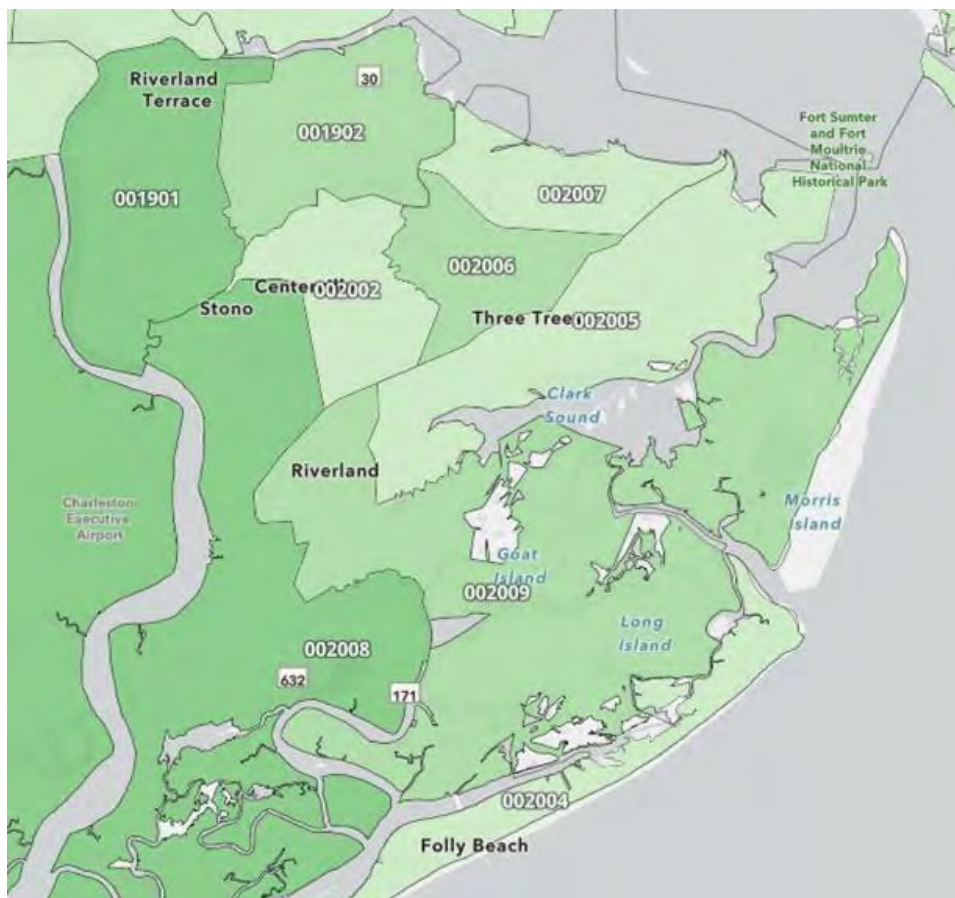 Riverland
Terrace
30
001902
Fort Sumter
and Fort
Moultrie
National
Historical Park
001901
002007
002006
002002
Stono
Three Tree
002005
Clark
Sound
Riverland
Charleston
Executive
Airport
Morris
Island
Goat
Island
002009
Long
Island
002008
632
171
002004
Folly Beach